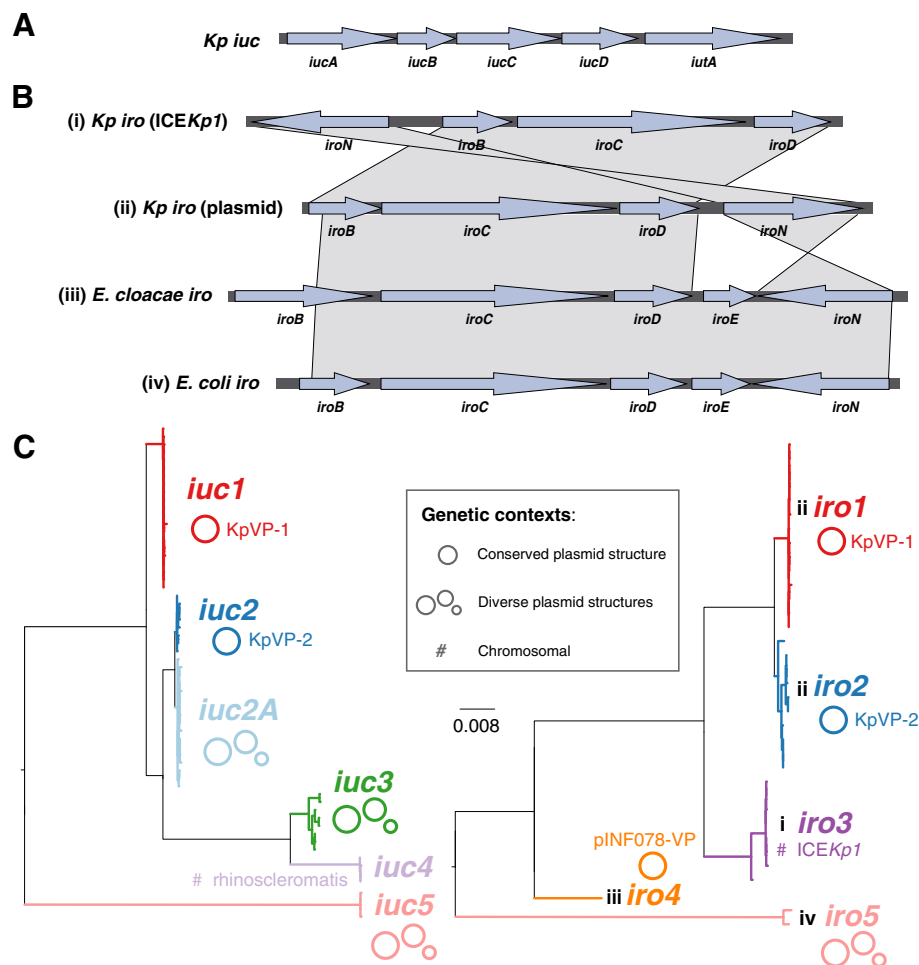 A
Kp iuc
iucA iucB iucC iucD iutA
B
(i) Kp iro (ICEKp1)
iroN iroB iroC iroD
(ii) Kp iro (plasmid)
iroB iroC iroD iroN
(iii) E. cloacae iro
iroB iroC iroD iroE iroN
(iv) E. coli iro
iroB iroC iroD iroE iroN
C
iuc1
KpVP-1
iuc2
KpVP-2
iuc2A
iuc3
# rhinoscleromatis
iuc4
iuc5
Genetic contexts:
Conserved plasmid structure
Diverse plasmid structures
# Chromosomal
0.008
ii iro1
KpVP-1
ii iro2
KpVP-2
i iro3
# ICEKp1
pINF078-VP
iii iro4
iv iro5